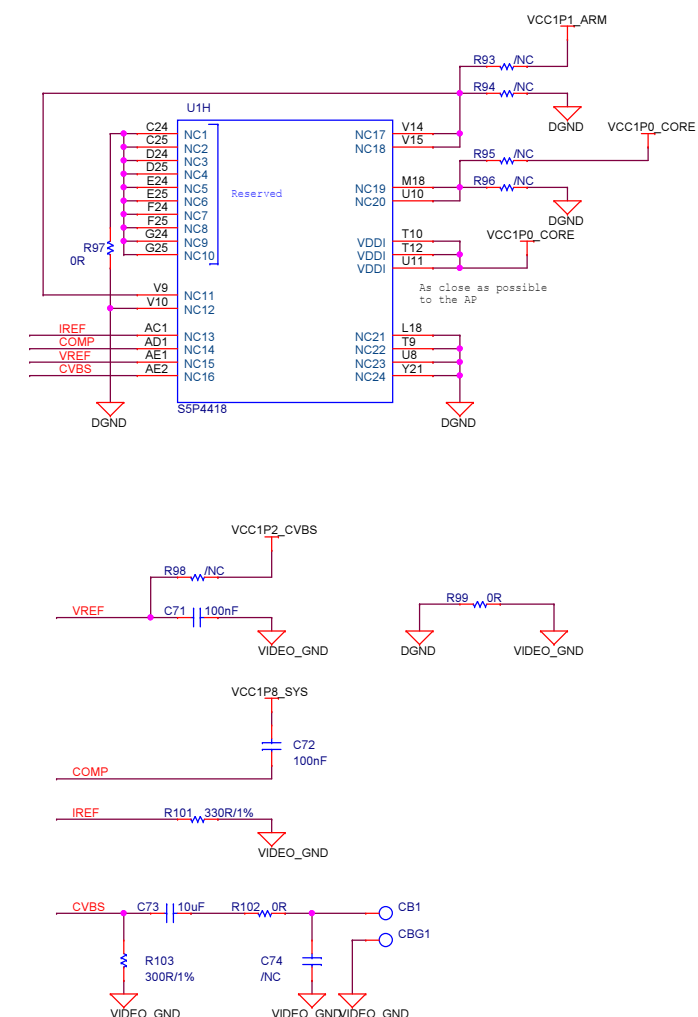 VCC1P1_ARM
R93 /NC
R94 /NC
DGND
VCC1P0_CORE
U1H
C24 NC1
C25 NC2
D24 NC3
D25 NC4
E24 NC5
E25 NC6
F24 NC7
F25 NC8
G24 NC9
G25 NC10
Reserved
R97
0R
V9 NC11
V10 NC12
IREF AC1 NC13
COMP AD1 NC14
VREF AE1 NC15
CVBS AE2 NC16
NC17 V14
NC18 V15
R95 /NC
NC19 M18
R96 /NC
NC20 U10
DGND
VCC1P0_CORE
VDDI T10
VDDI T12
VDDI U11
As close as possible
to the AP
NC21 L18
NC22 T9
NC23 U8
NC24 Y21
S5P4418
DGND
DGND
VCC1P2_CVBS
R98 /NC
VREF
C71 100nF
VIDEO_GND
R99 0R
DGND
VIDEO_GND
VCC1P8_SYS
C72
100nF
COMP
IREF
R101 330R/1%
VIDEO_GND
CVBS
C73 10uF
R102 0R
CB1
CBG1
R103
300R/1%
C74
/NC
VIDEO_GND
VIDEO_GND
VIDEO_GND